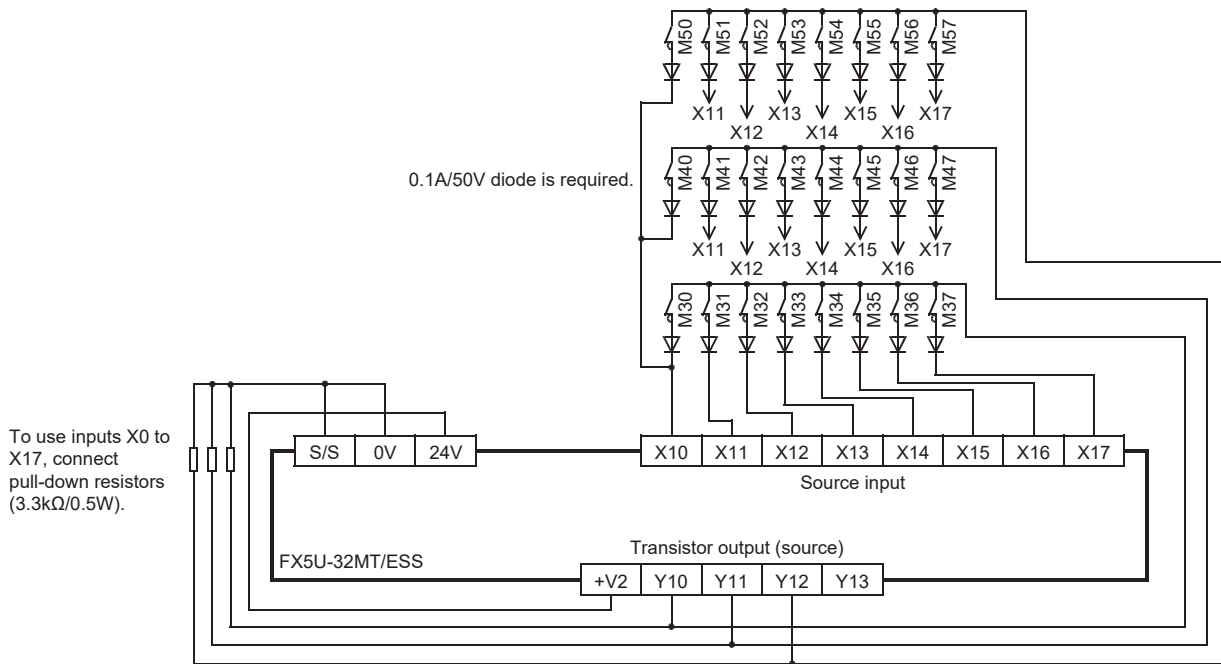 M50 M51 M52 M53 M54 M55 M56 M57
X11 X13 X15 X17
X12 X14 X16
0.1A/50V diode is required.
M40 M41 M42 M43 M44 M45 M46 M47
X11 X13 X15 X17
X12 X14 X16
M30 M31 M32 M33 M34 M35 M36 M37
To use inputs X0 to
X17, connect
pull-down resistors
(3.3kΩ/0.5W).
S/S 0V 24V
X10 X11 X12 X13 X14 X15 X16 X17
Source input
FX5U-32MT/ESS
Transistor output (source)
+V2 Y10 Y11 Y12 Y13